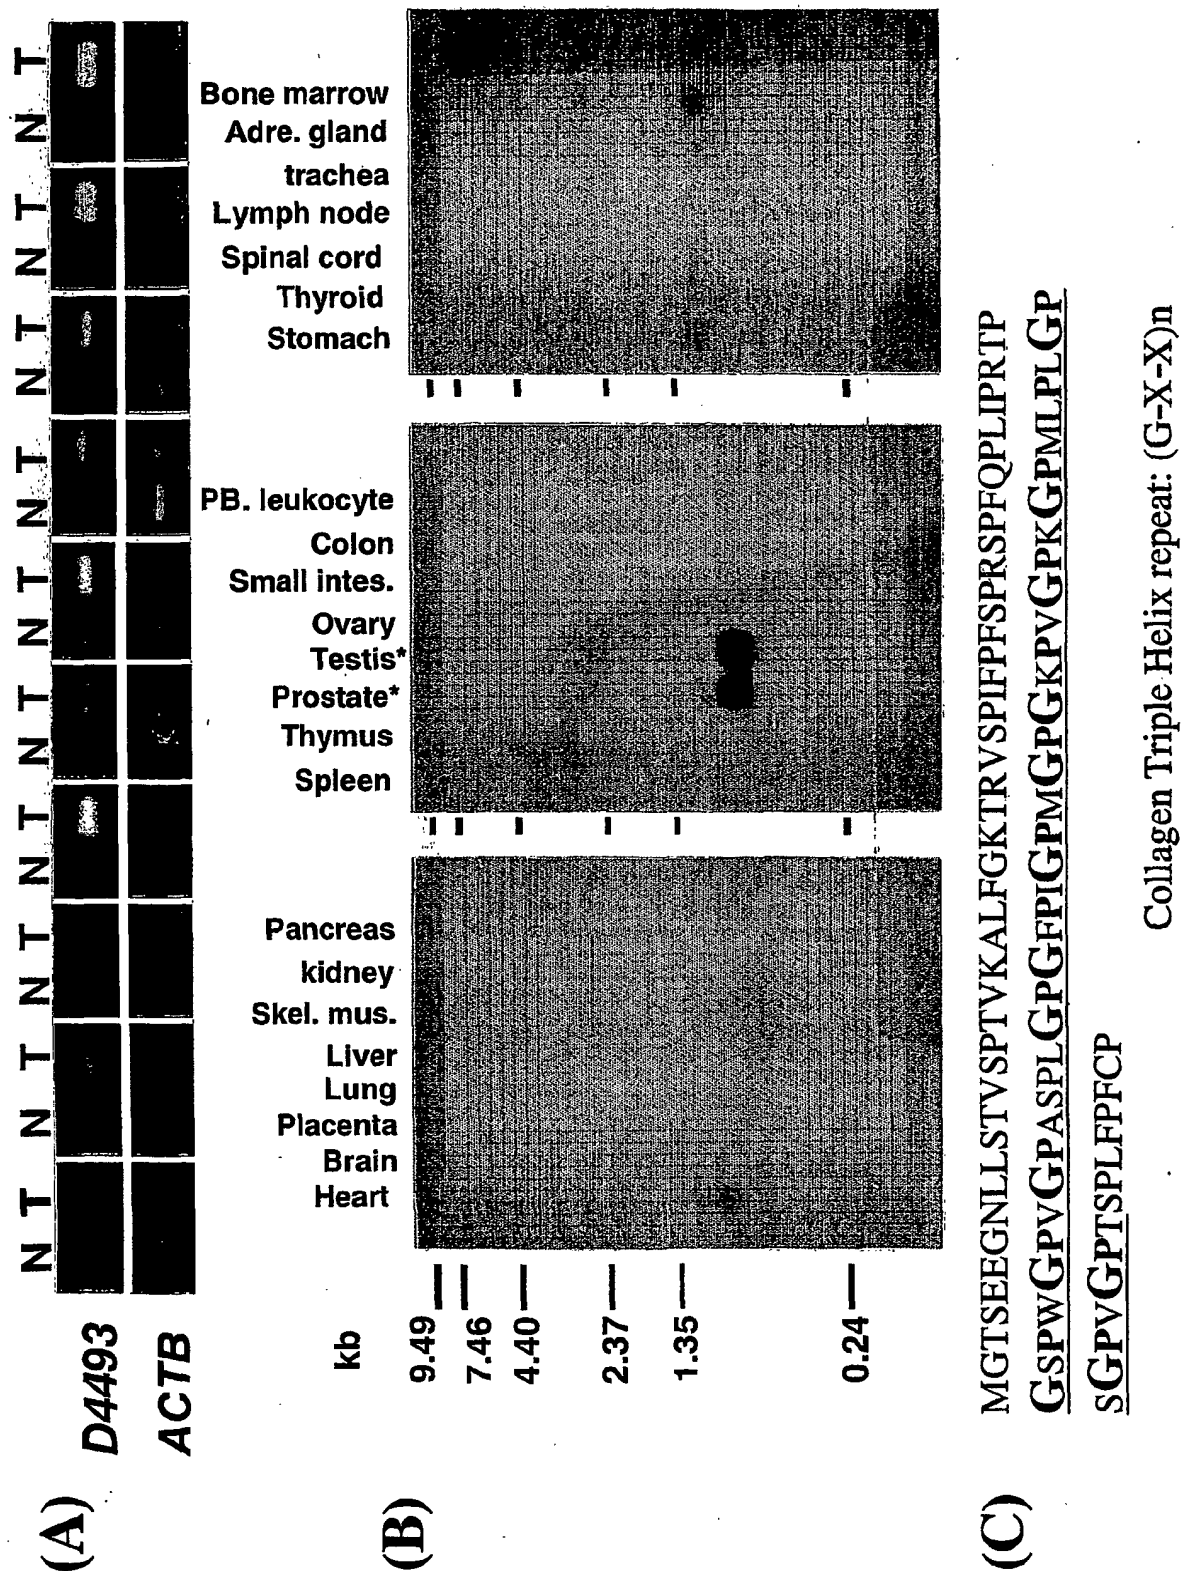 (A)
N T N T N T N T N T N T N T N T N T N T
D4493
ACTB
(B)
kb
9.49
7.46
4.40
2.37
1.35
0.24
Heart
Brain
Placenta
Lung
Liver
Skel. mus.
kidney
Pancreas
Spleen
Thymus
Prostate*
Testis*
Ovary
Small intes.
Colon
PB. leukocyte
Stomach
Thyroid
Spinal cord
Lymph node
trachea
Adre. gland
Bone marrow
(C)
MGTSEEGNLLSTVSPTVKALFGKTRVSPIFPFSPRSPFQPLIPRTP
GSPWGPVGPASPLGPGFPIGPMGPGKPVGPKGPMLPLGP
SGPVGPTSPLFPFCP
Collagen Triple Helix repeat: (G-X-X)n